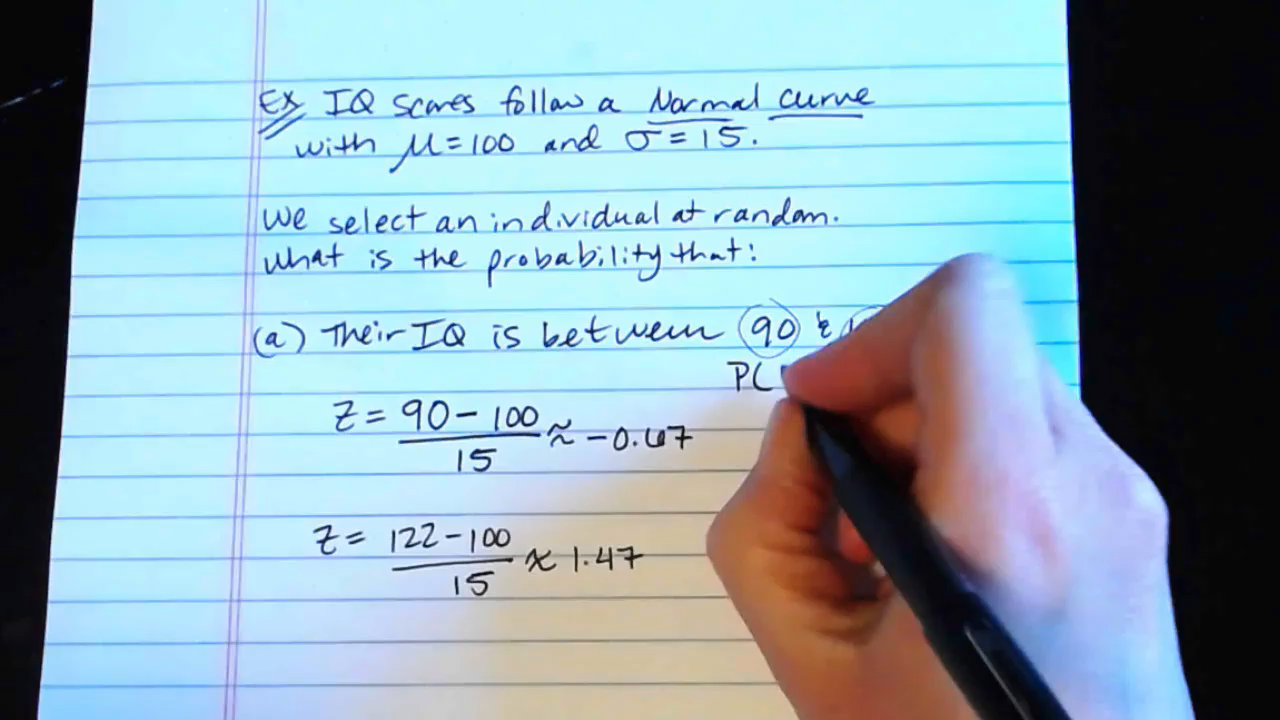 Ex IQ scores follow a Normal curve
with μ=100 and σ=15.
We select an individual at random.
What is the probability that:
(a) Their IQ is between 90 &
P(
Z = 90 - 100 / 15 ≈ -0.67
Z = 122 - 100 / 15 ≈ 1.47